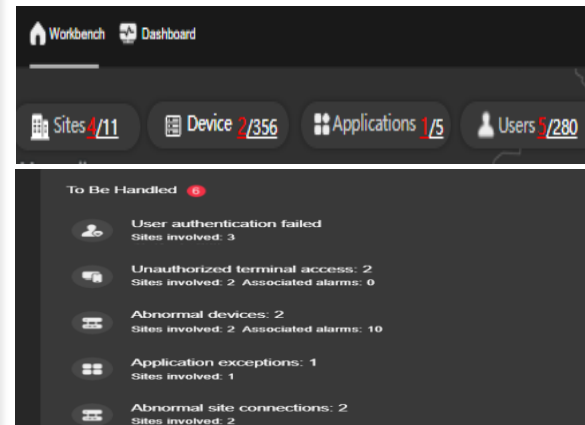 Workbench Dashboard
Sites 4/11 Device 2/356 Applications 1/5 Users 5/280
To Be Handled 6
User authentication failed
Sites involved: 3
Unauthorized terminal access: 2
Sites involved: 2 Associated alarms: 0
Abnormal devices: 2
Sites involved: 2 Associated alarms: 10
Application exceptions: 1
Sites involved: 1
Abnormal site connections: 2
Sites involved: 2